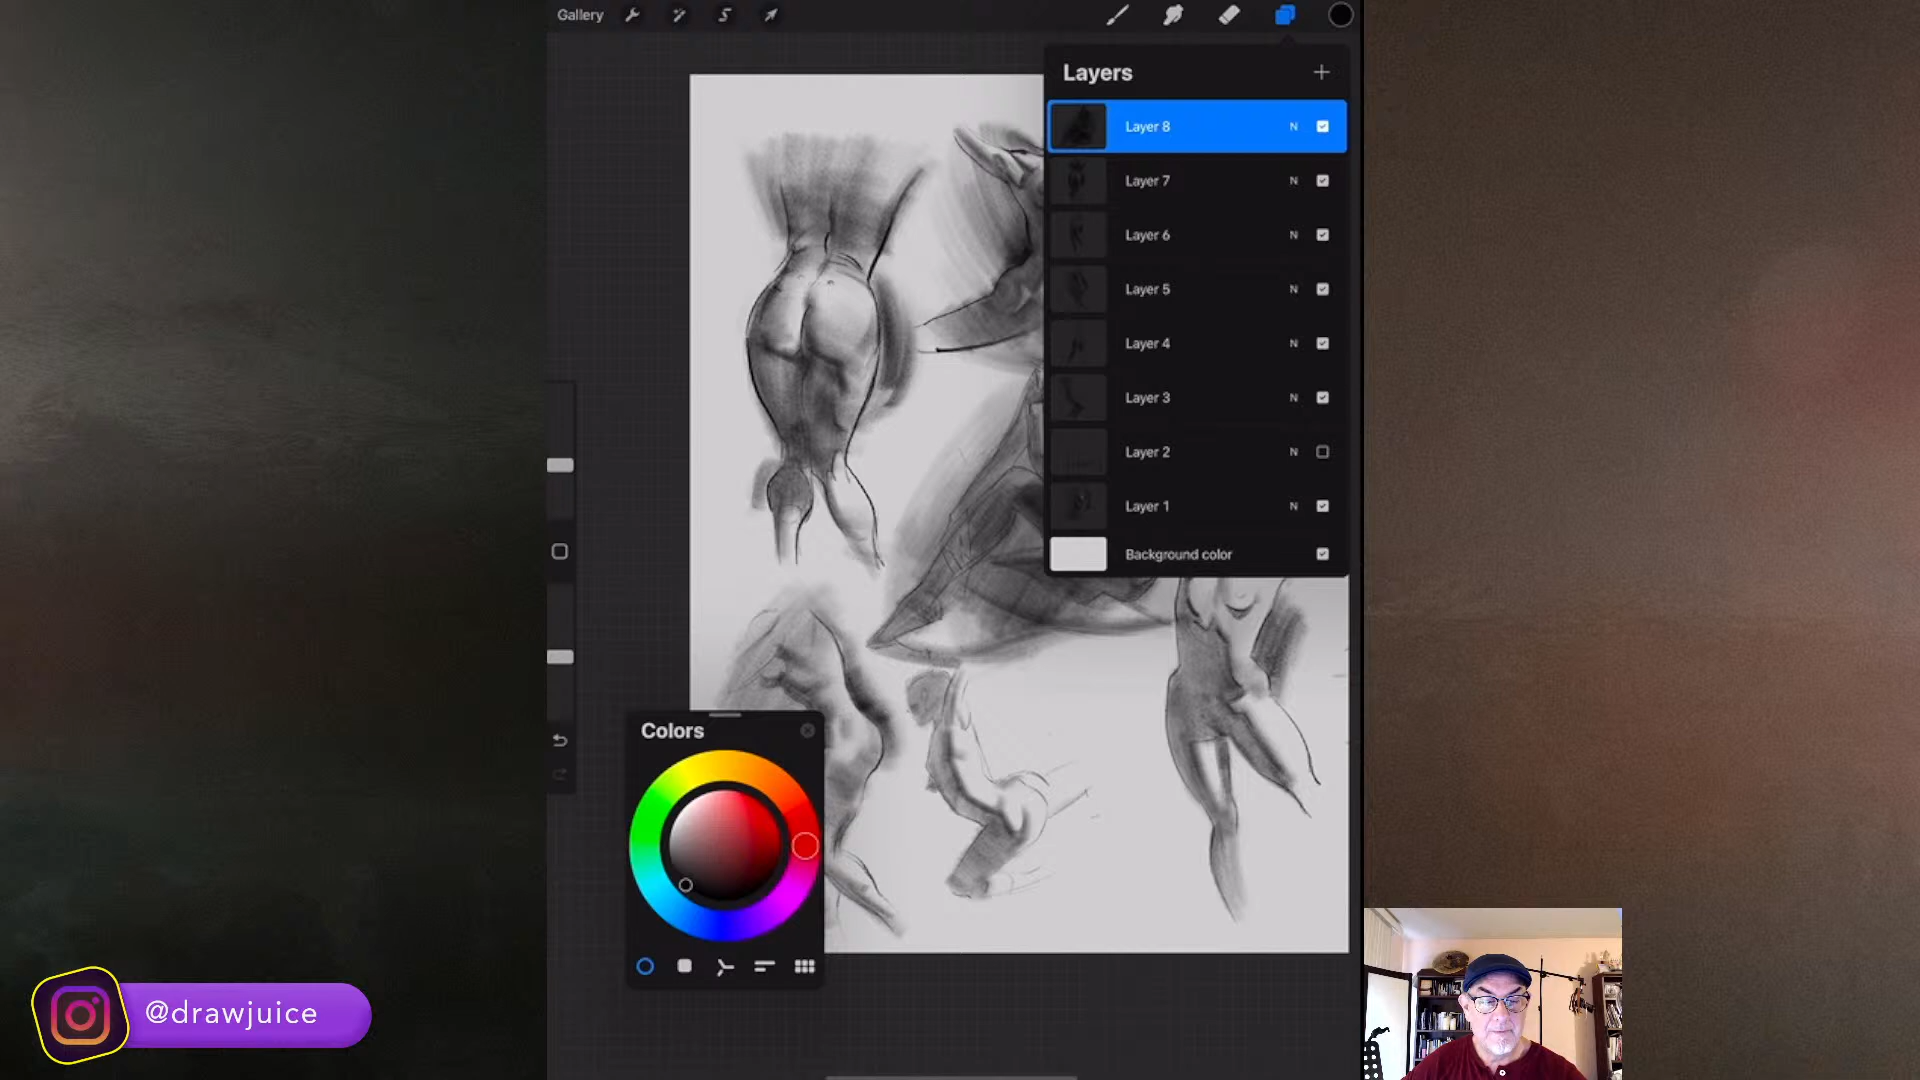 Gallery
Layers
Layer 8 N
Layer 7 N
Layer 6 N
Layer 5 N
Layer 4 N
Layer 3 N
Layer 2 N
Layer 1 N
Background color
Colors
@drawjuice